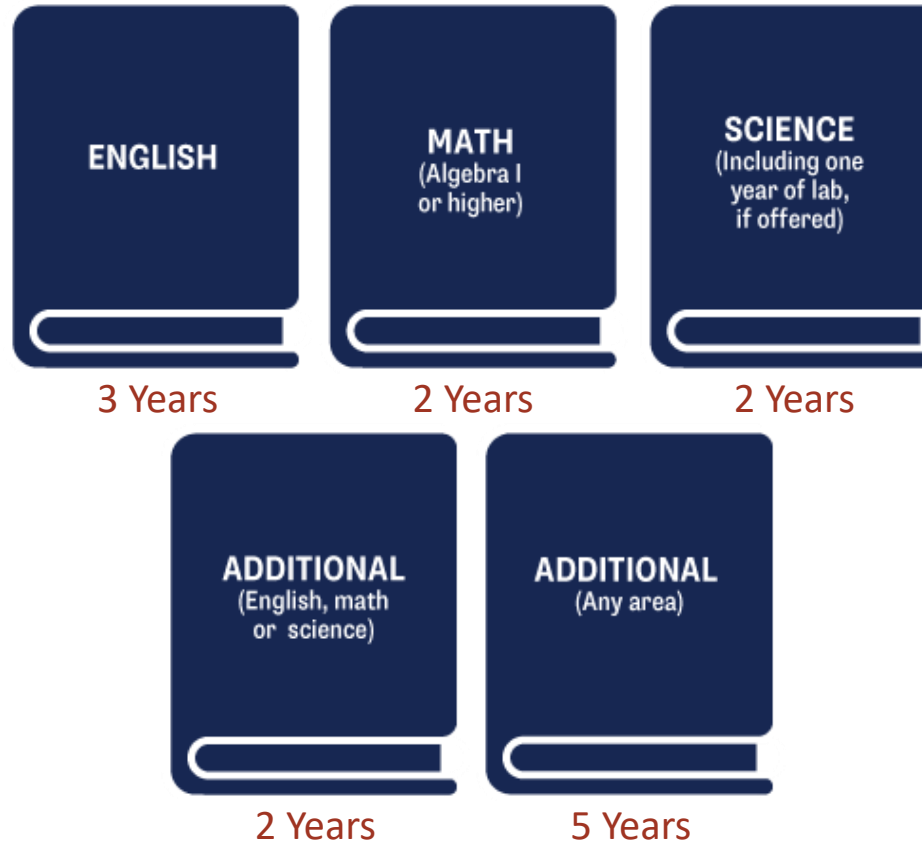 ENGLISH
MATH
(Algebra I
or higher)
SCIENCE
(Including one
year of lab,
if offered)
3 Years
2 Years
2 Years
ADDITIONAL
(English, math
or science)
ADDITIONAL
(Any area)
2 Years
5 Years